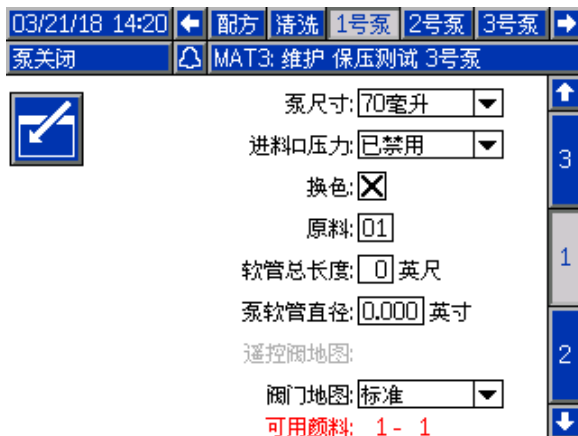 03/21/18 14:20 配方 清洗 1号泵 2号泵 3号泵
泵关闭 MAT3: 维护 保压测试 3号泵
泵尺寸: 70毫升
进料口压力: 已禁用
3
换色:
原料: 01
1
软管总长度: 0 英尺
泵软管直径: 0.000 英寸
遥控阀地图:
2
阀门地图: 标准
可用颜料: 1 - 1